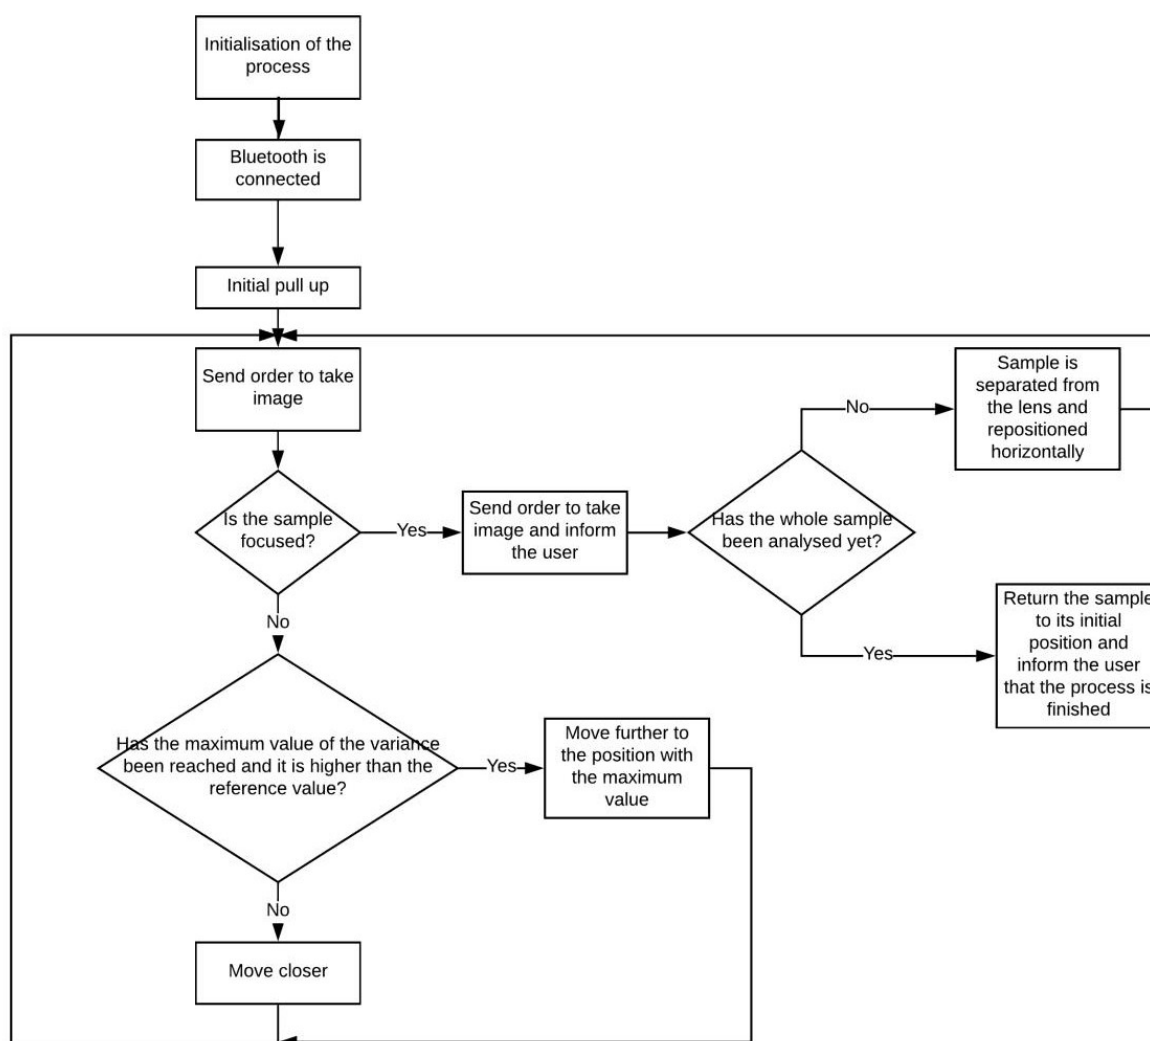 Initialisation of the
process
Bluetooth is
connected
Initial pull up
Send order to take
image
Is the sample
focused?
Yes
Send order to take
image and inform
the user
Has the whole sample
been analysed yet?
No
Sample is
separated from
the lens and
repositioned
horizontally
Yes
Return the sample
to its initial
position and
inform the user
that the process is
finished
No
Has the maximum value of the variance
been reached and it is higher than the
reference value?
Yes
Move further to
the position with
the maximum
value
No
Move closer